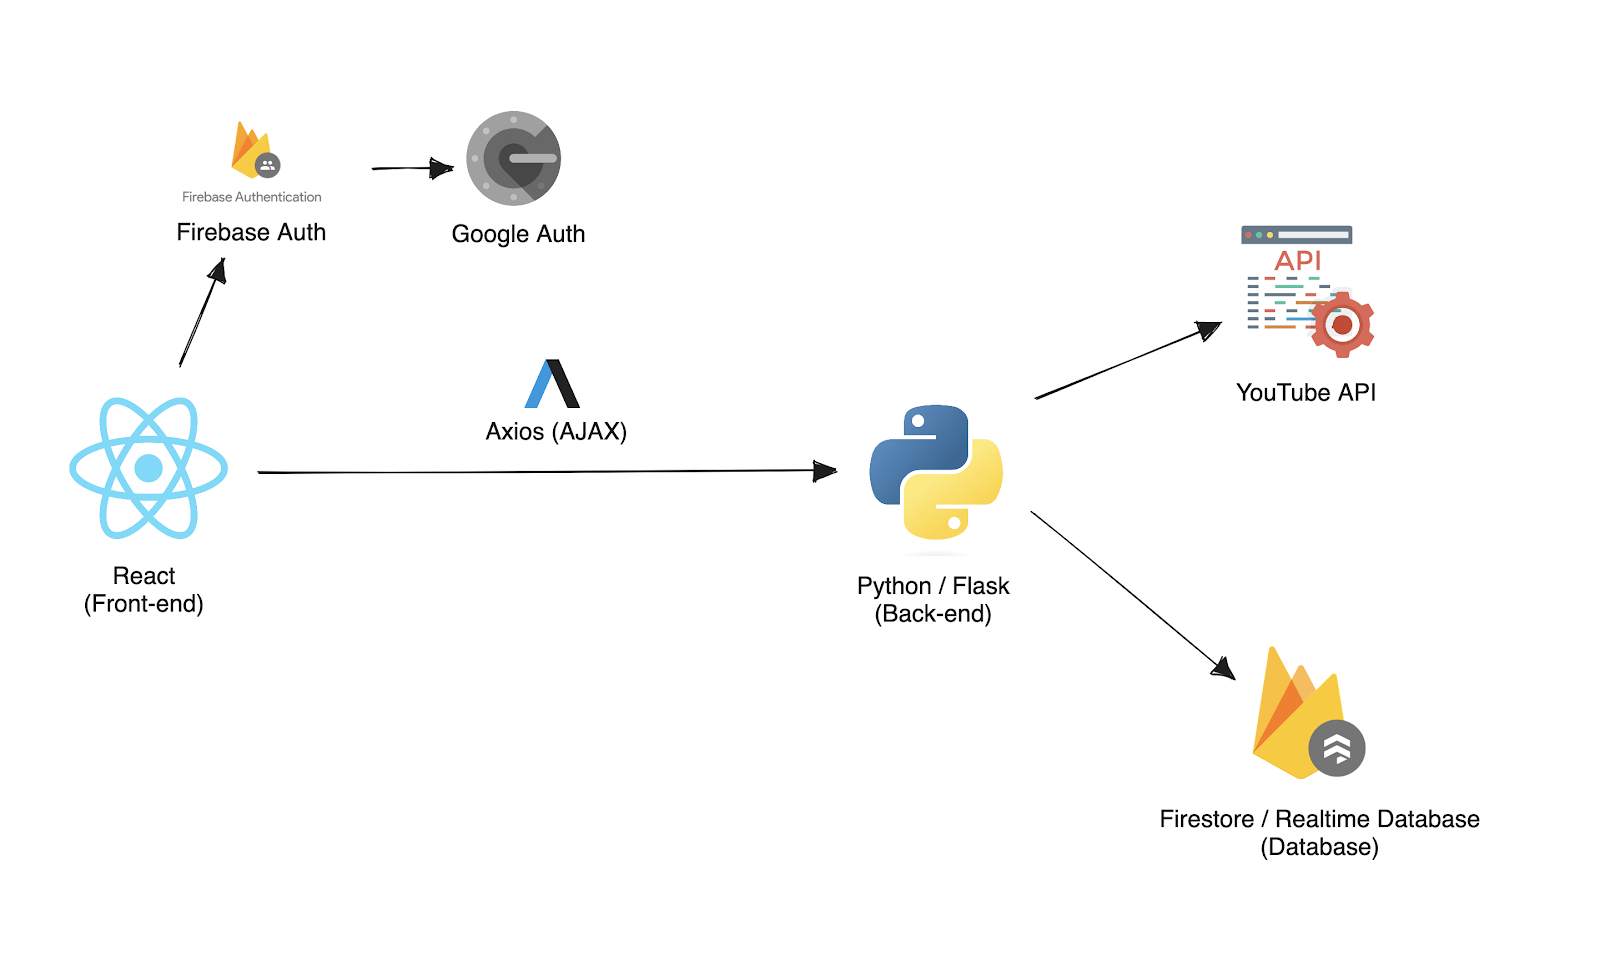 Firebase Authentication
Firebase Auth
Google Auth
API
YouTube API
Axios (AJAX)
React
(Front-end)
Python / Flask
(Back-end)
Firestore / Realtime Database
(Database)